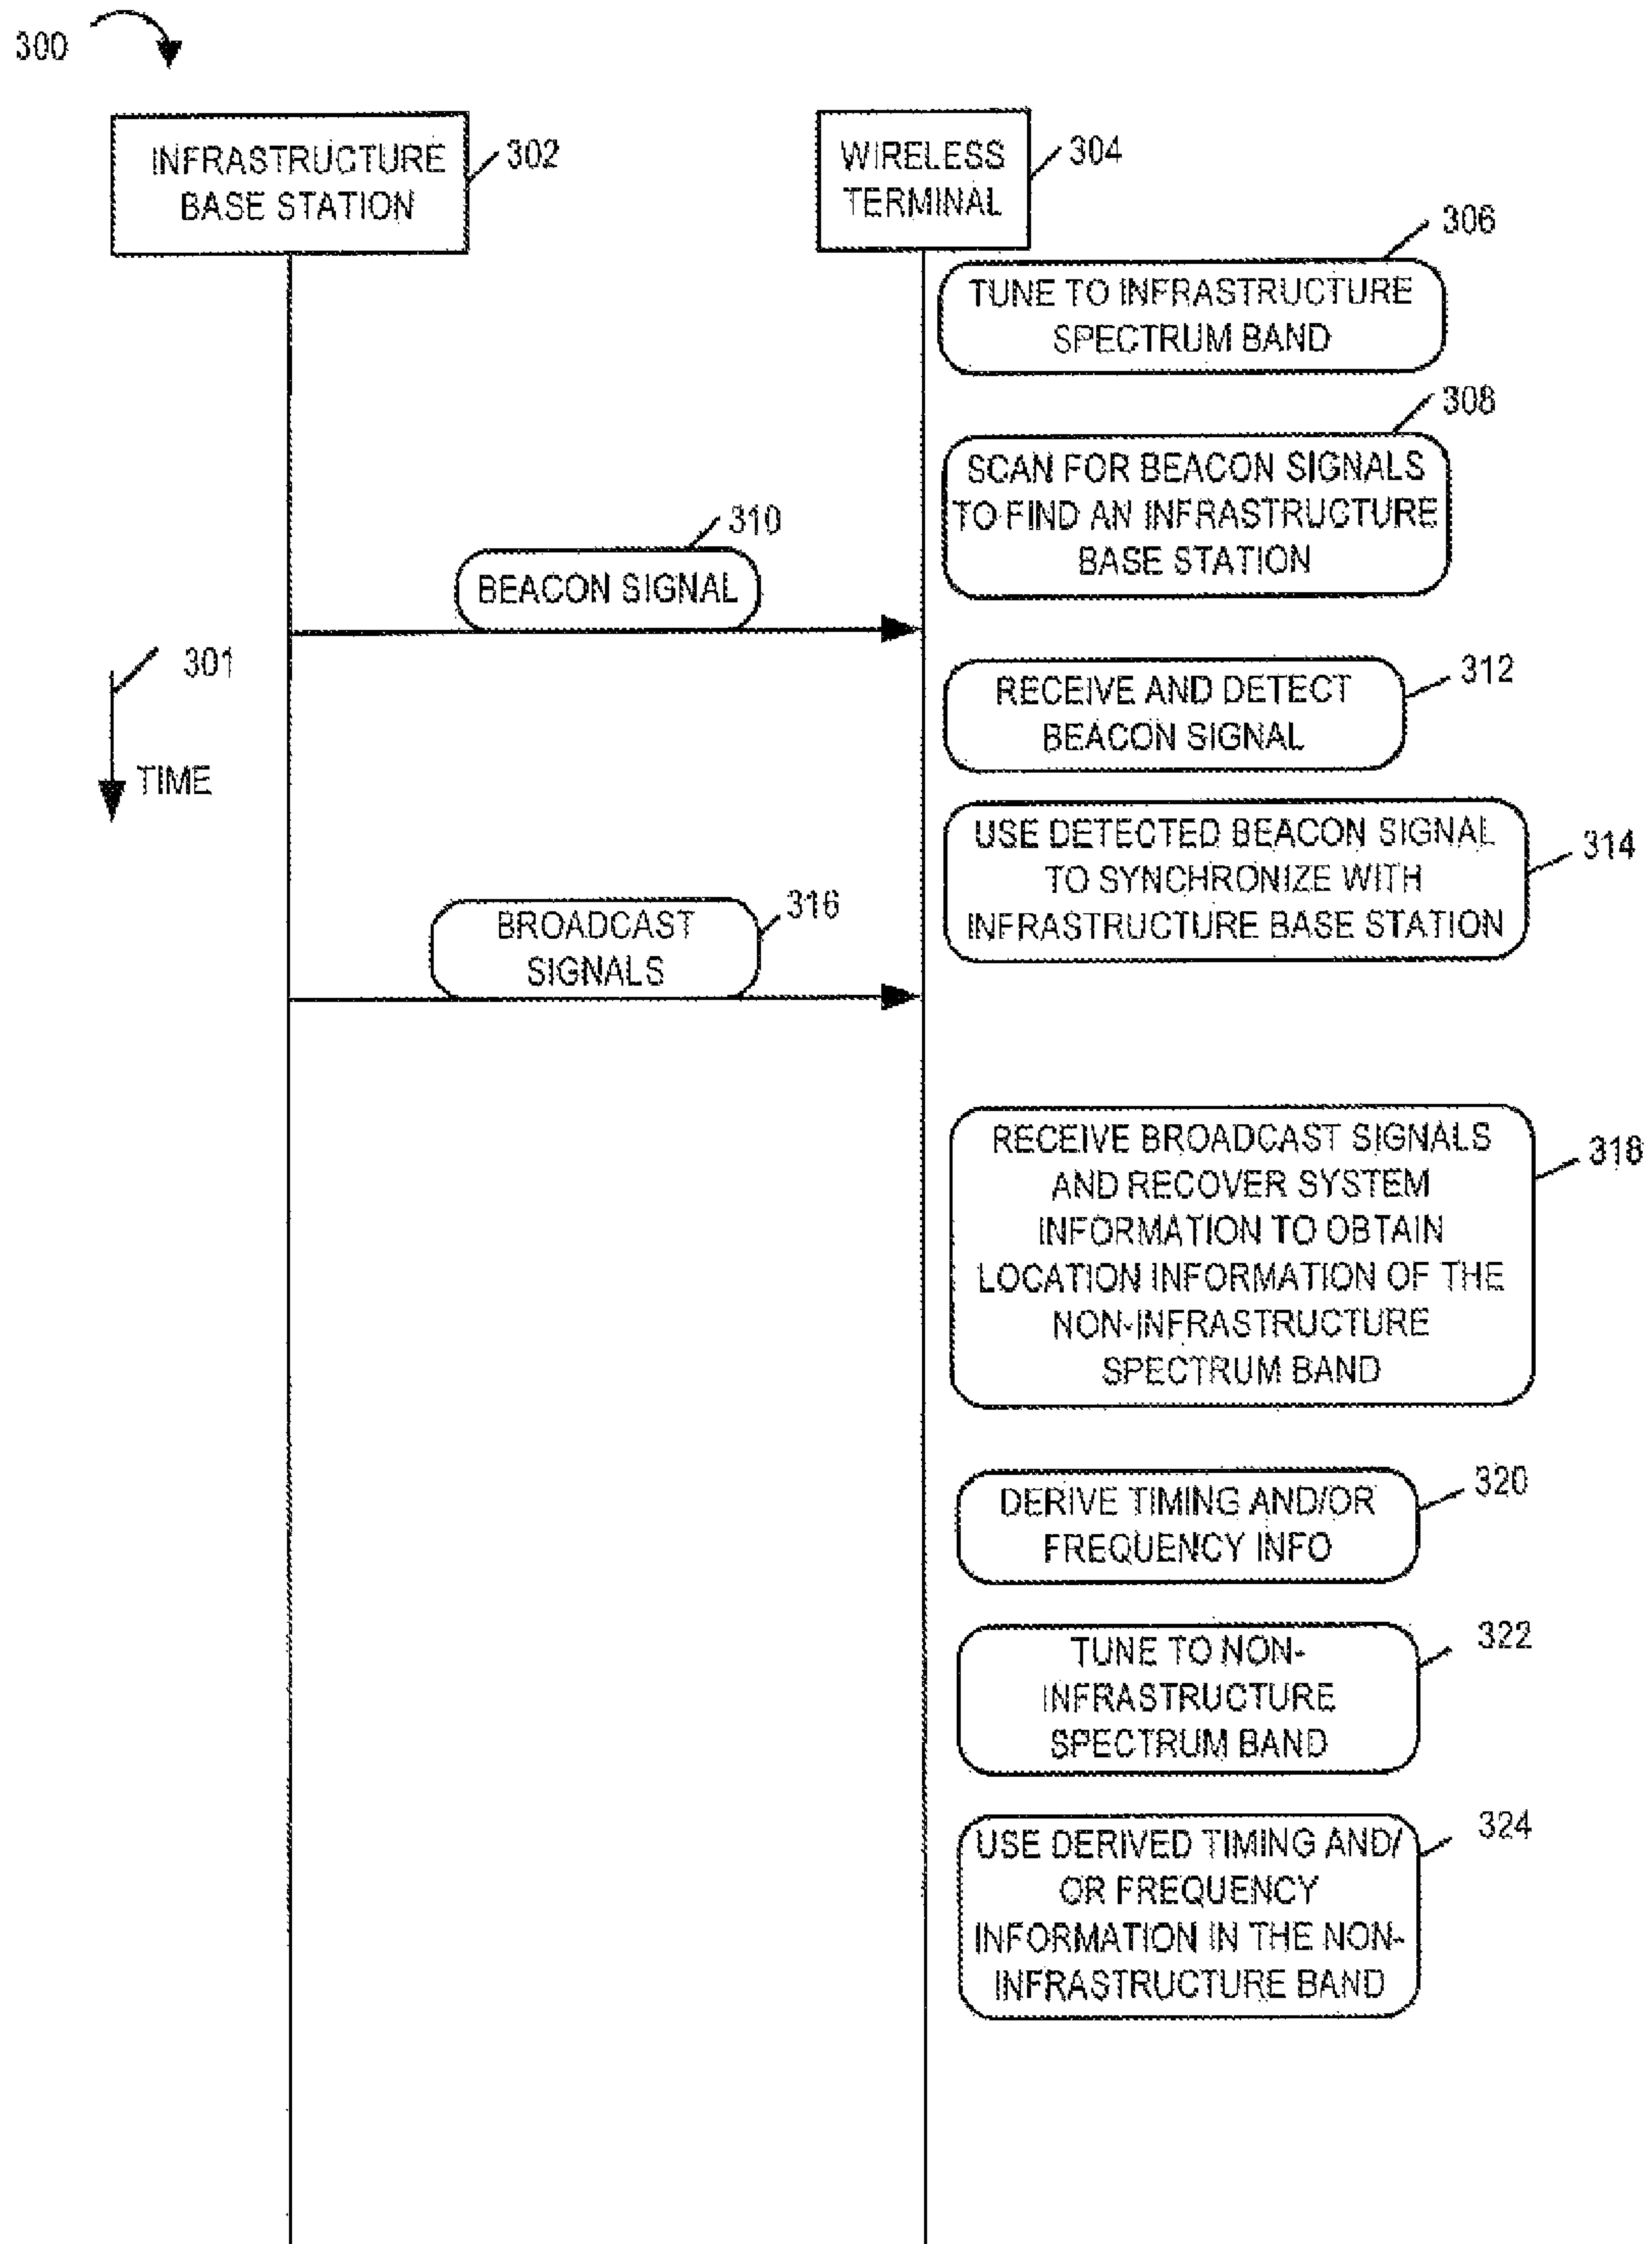 300
INFRASTRUCTURE
BASE STATION
302
WIRELESS
TERMINAL
304
306
TUNE TO INFRASTRUCTURE
SPECTRUM BAND
308
SCAN FOR BEACON SIGNALS
TO FIND AN INFRASTRUCTURE
BASE STATION
310
BEACON SIGNAL
301
TIME
312
RECEIVE AND DETECT
BEACON SIGNAL
314
USE DETECTED BEACON SIGNAL
TO SYNCHRONIZE WITH
INFRASTRUCTURE BASE STATION
316
BROADCAST
SIGNALS
318
RECEIVE BROADCAST SIGNALS
AND RECOVER SYSTEM
INFORMATION TO OBTAIN
LOCATION INFORMATION OF THE
NON-INFRASTRUCTURE
SPECTRUM BAND
320
DERIVE TIMING AND/OR
FREQUENCY INFO
322
TUNE TO NON-
INFRASTRUCTURE
SPECTRUM BAND
324
USE DERIVED TIMING AND/
OR FREQUENCY
INFORMATION IN THE NON-
INFRASTRUCTURE BAND